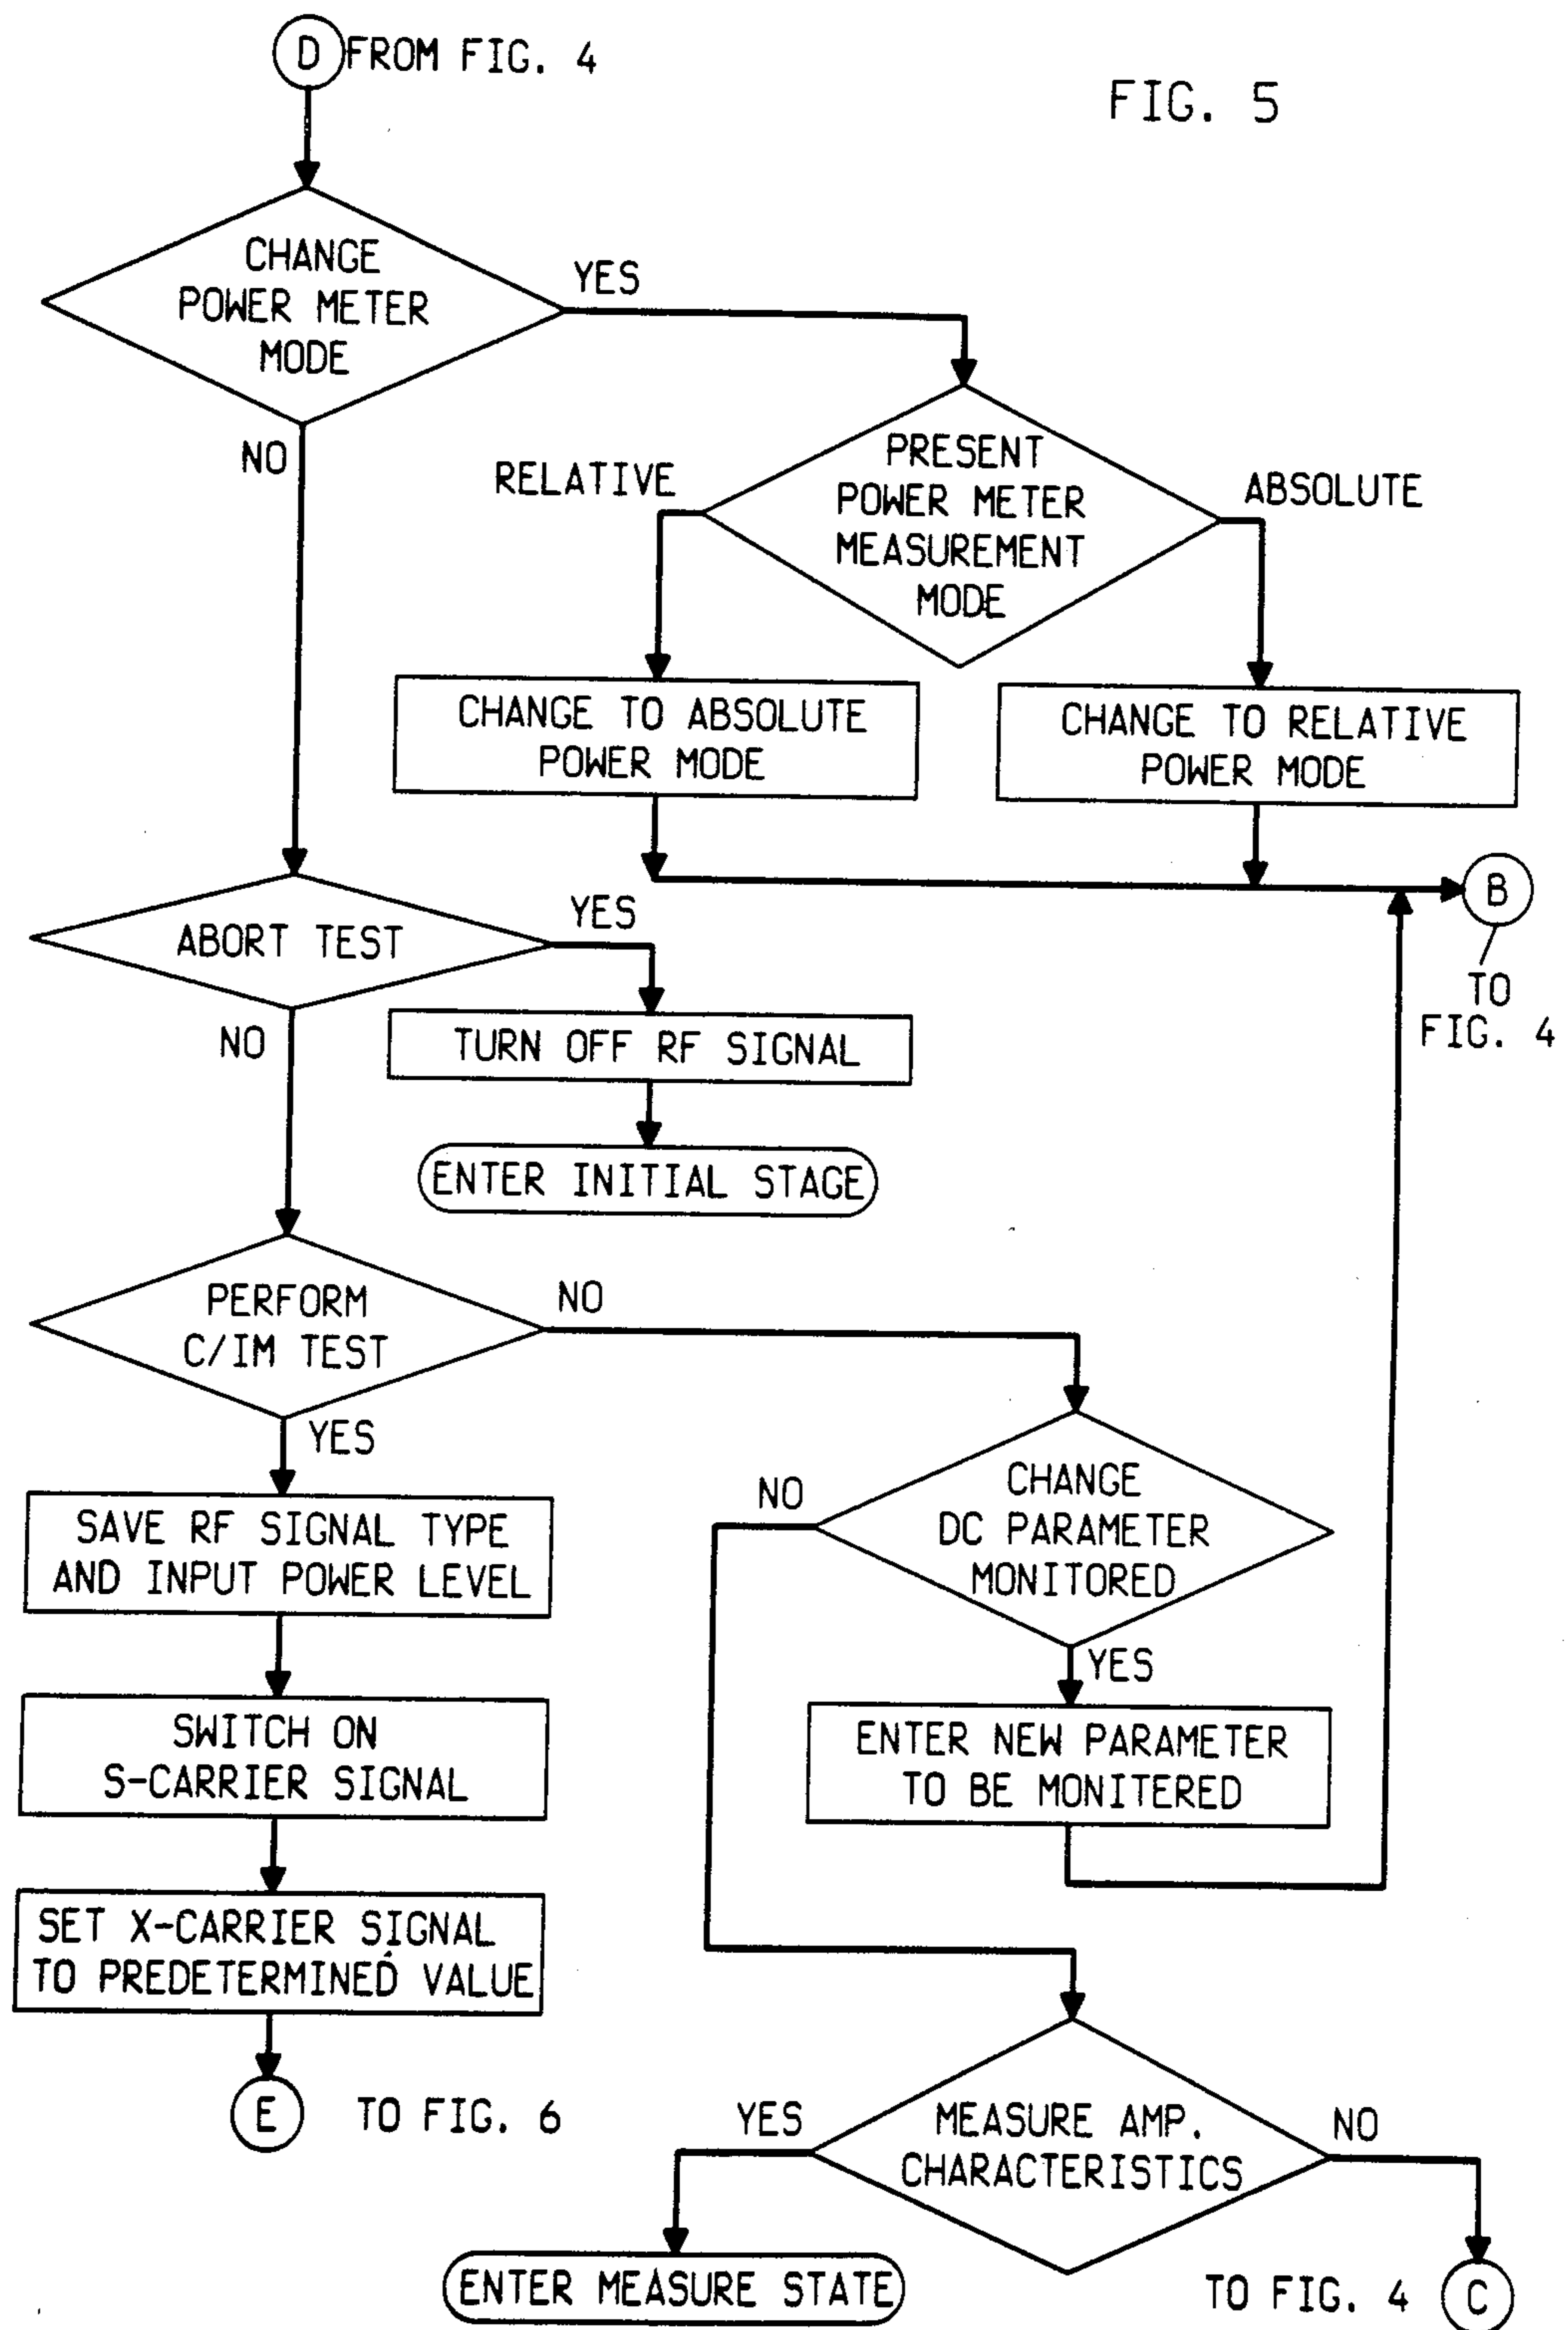 D FROM FIG. 4
FIG. 5
CHANGE
POWER METER
MODE
YES
NO
PRESENT
POWER METER
MEASUREMENT
MODE
RELATIVE
ABSOLUTE
CHANGE TO ABSOLUTE
POWER MODE
CHANGE TO RELATIVE
POWER MODE
B
TO
FIG. 4
ABORT TEST
YES
NO
TURN OFF RF SIGNAL
ENTER INITIAL STAGE
PERFORM
C/IM TEST
NO
YES
SAVE RF SIGNAL TYPE
AND INPUT POWER LEVEL
SWITCH ON
S-CARRIER SIGNAL
SET X-CARRIER SIGNAL
TO PREDETERMINED VALUE
E TO FIG. 6
CHANGE
DC PARAMETER
MONITORED
NO
YES
ENTER NEW PARAMETER
TO BE MONITERED
MEASURE AMP.
CHARACTERISTICS
YES
NO
ENTER MEASURE STATE
TO FIG. 4 C